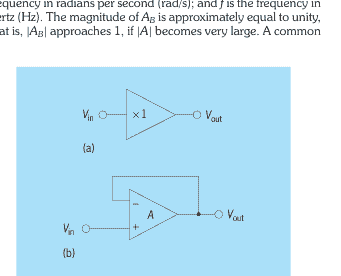 equency in radians per second (rad/s); and f is the frequency in
ertz (Hz). The magnitude of A_B is approximately equal to unity,
at is, |A_B| approaches 1, if |A| becomes very large. A common
V_in ×1 V_out
(a)
− A
V_out
V_in +
(b)